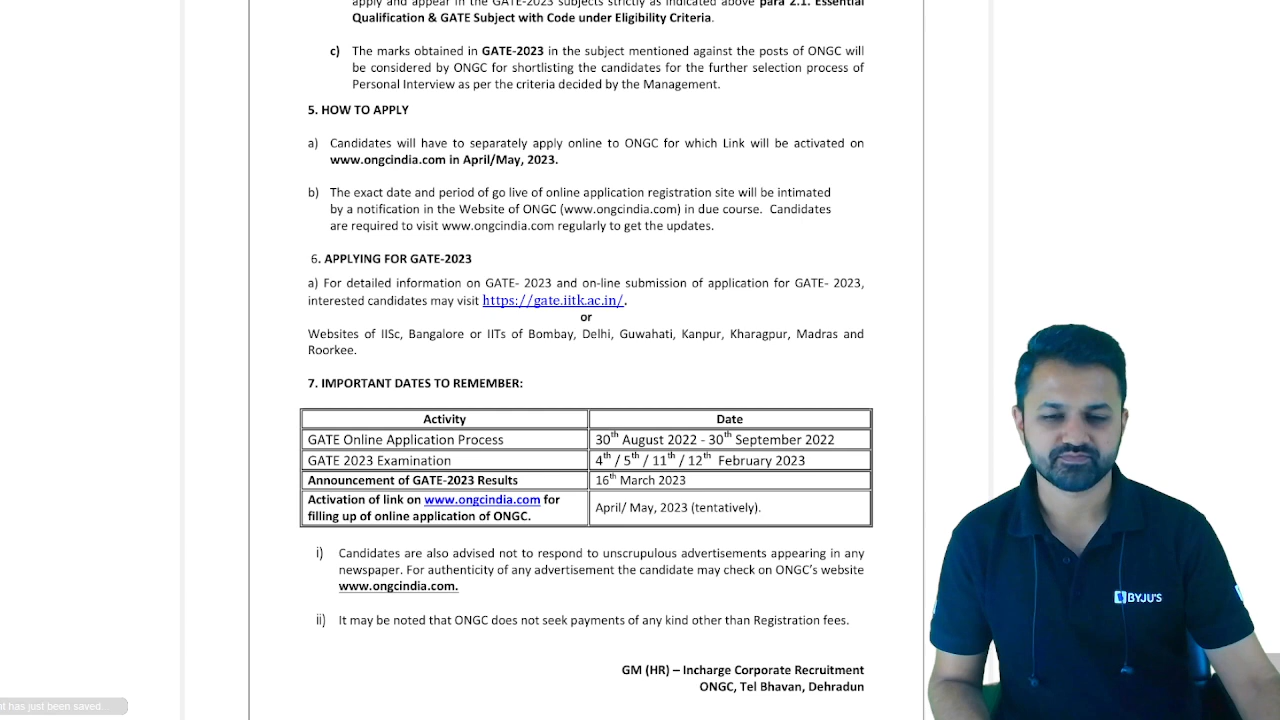 apply and appear in the GATE-2023 subjects strictly as indicated above para 2.1. Essential
Qualification & GATE Subject with Code under Eligibility Criteria.
c) The marks obtained in GATE-2023 in the subject mentioned against the posts of ONGC will
be considered by ONGC for shortlisting the candidates for the further selection process of
Personal Interview as per the criteria decided by the Management.
5. HOW TO APPLY
a) Candidates will have to separately apply online to ONGC for which Link will be activated on
www.ongcindia.com in April/May, 2023.
b) The exact date and period of go live of online application registration site will be intimated
by a notification in the Website of ONGC (www.ongcindia.com) in due course. Candidates
are required to visit www.ongcindia.com regularly to get the updates.
6. APPLYING FOR GATE-2023
a) For detailed information on GATE- 2023 and on-line submission of application for GATE- 2023,
interested candidates may visit https://gate.iitk.ac.in/.
or
Websites of IISc, Bangalore or IITs of Bombay, Delhi, Guwahati, Kanpur, Kharagpur, Madras and
Roorkee.
7. IMPORTANT DATES TO REMEMBER:
Activity Date
GATE Online Application Process 30th August 2022 - 30th September 2022
GATE 2023 Examination 4th / 5th / 11th / 12th February 2023
Announcement of GATE-2023 Results 16th March 2023
Activation of link on www.ongcindia.com for
filling up of online application of ONGC. April/ May, 2023 (tentatively).
i) Candidates are also advised not to respond to unscrupulous advertisements appearing in any
newspaper. For authenticity of any advertisement the candidate may check on ONGC's website
www.ongcindia.com.
ii) It may be noted that ONGC does not seek payments of any kind other than Registration fees.
GM (HR) – Incharge Corporate Recruitment
ONGC, Tel Bhavan, Dehradun
has just been saved.
BYJU'S